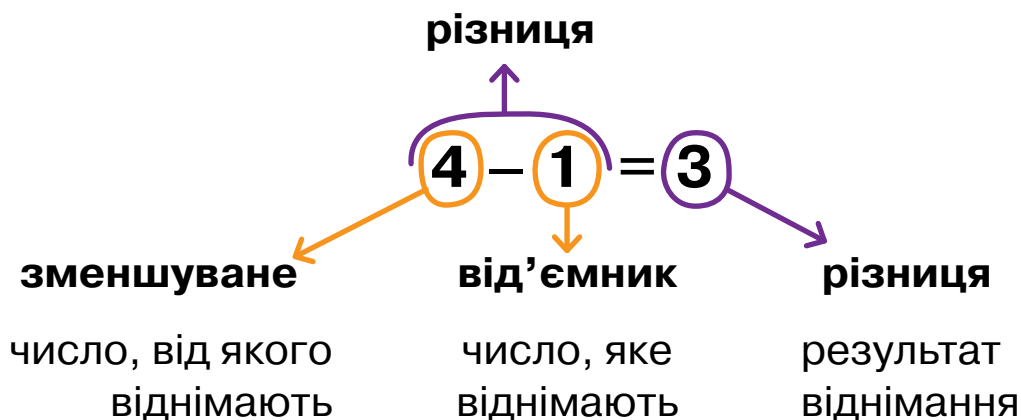 різниця
4 – 1 = 3
зменшуване
від’ємник
різниця
число, від якого
віднімають
число, яке
віднімають
результат
віднімання